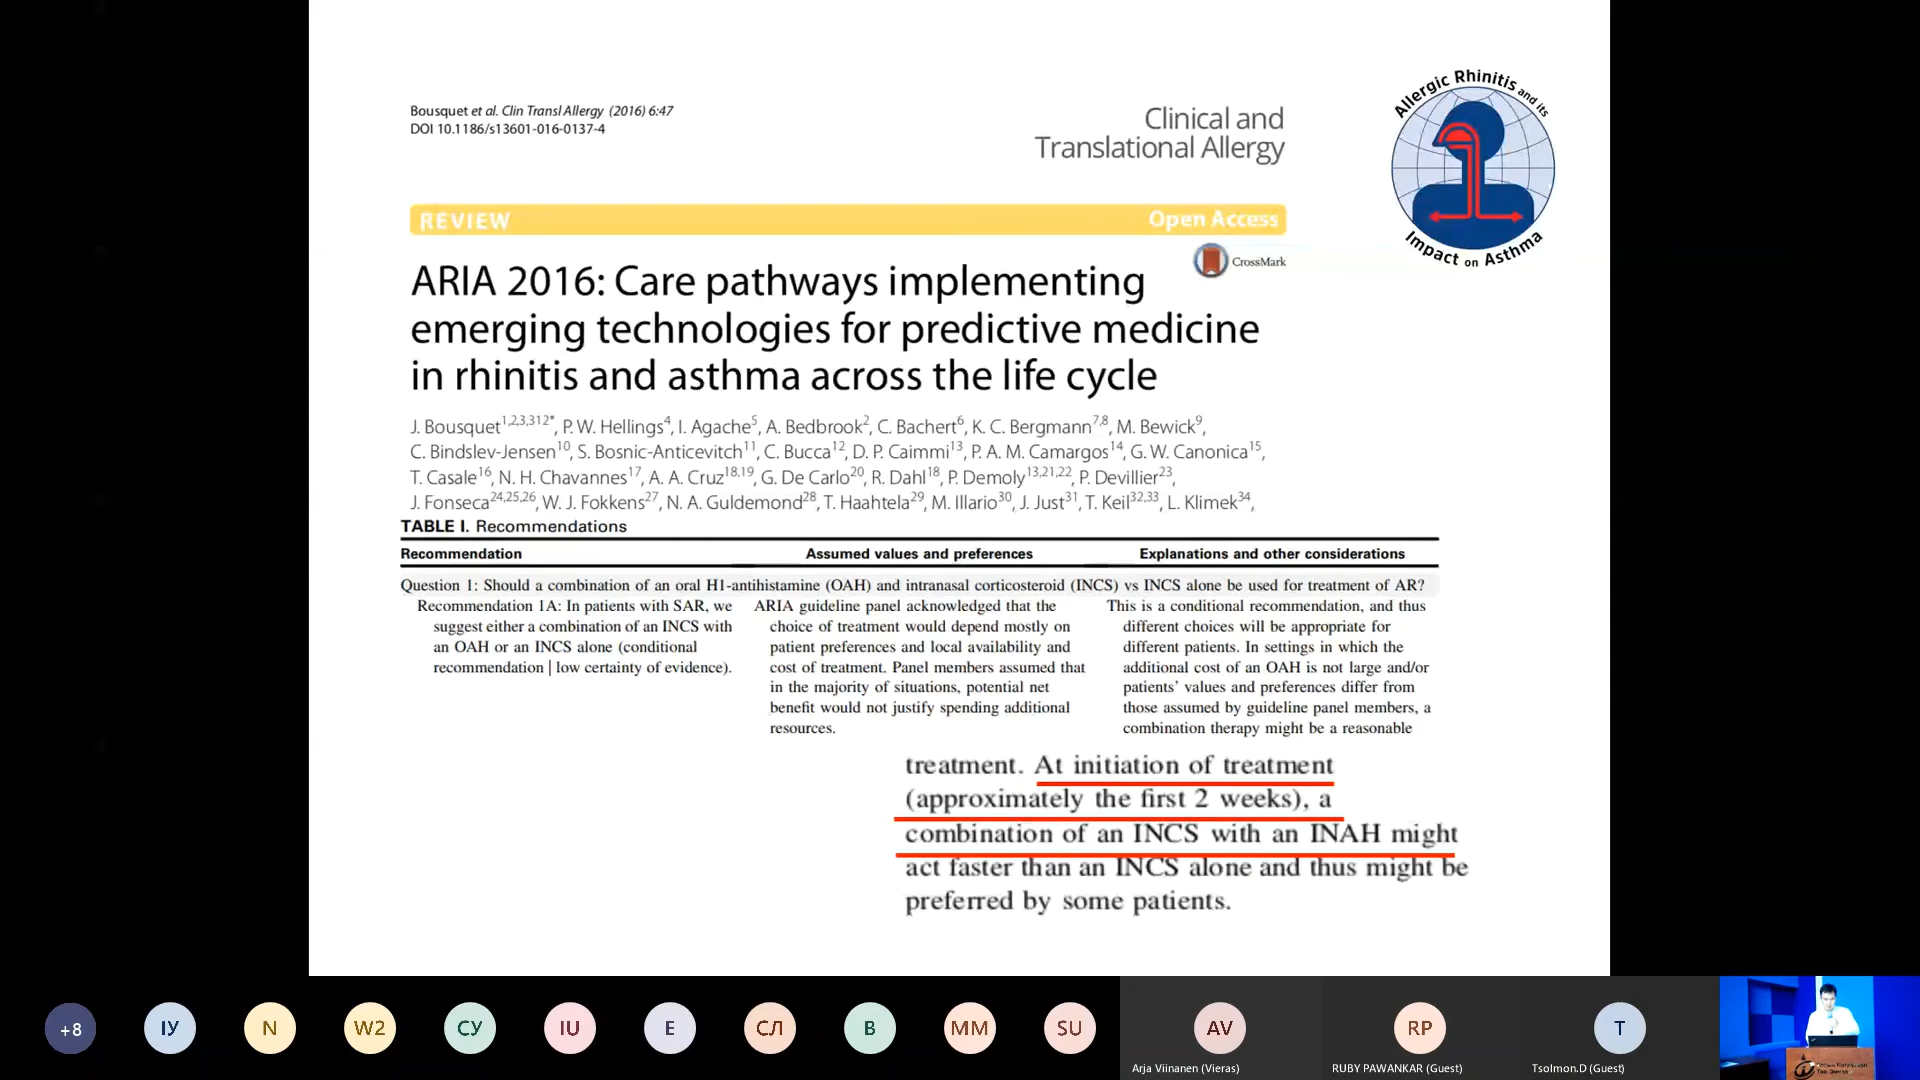 Bousquet et al. Clin Transl Allergy (2016) 6:47
DOI 10.1186/s13601-016-0137-4
Clinical and
Translational Allergy
Allergic Rhinitis and its
Impact on Asthma
REVIEW
Open Access
CrossMark
ARIA 2016: Care pathways implementing
emerging technologies for predictive medicine
in rhinitis and asthma across the life cycle
J. Bousquet1,2,3,312*, P. W. Hellings4, I. Agache5, A. Bedbrook2, C. Bachert6, K. C. Bergmann7,8, M. Bewick9,
C. Bindslev-Jensen10, S. Bosnic-Anticevitch11, C. Bucca12, D. P. Caimmi13, P. A. M. Camargos14, G. W. Canonica15,
T. Casale16, N. H. Chavannes17, A. A. Cruz18,19, G. De Carlo20, R. Dahl18, P. Demoly13,21,22, P. Devillier23,
J. Fonseca24,25,26, W. J. Fokkens27, N. A. Guldemond28, T. Haahtela29, M. Illario30, J. Just31, T. Keil32,33, L. Klimek34,
TABLE I. Recommendations
Recommendation
Assumed values and preferences
Explanations and other considerations
Question 1: Should a combination of an oral H1-antihistamine (OAH) and intranasal corticosteroid (INCS) vs INCS alone be used for treatment of AR?
Recommendation 1A: In patients with SAR, we
suggest either a combination of an INCS with
an OAH or an INCS alone (conditional
recommendation | low certainty of evidence).
ARIA guideline panel acknowledged that the
choice of treatment would depend mostly on
patient preferences and local availability and
cost of treatment. Panel members assumed that
in the majority of situations, potential net
benefit would not justify spending additional
resources.
This is a conditional recommendation, and thus
different choices will be appropriate for
different patients. In settings in which the
additional cost of an OAH is not large and/or
patients' values and preferences differ from
those assumed by guideline panel members, a
combination therapy might be a reasonable
treatment. At initiation of treatment
(approximately the first 2 weeks), a
combination of an INCS with an INAH might
act faster than an INCS alone and thus might be
preferred by some patients.
+8
ІУ
N
W2
СУ
IU
E
СЛ
В
MM
SU
AV
RP
T
Arja Viinanen (Vieras)
RUBY PAWANKAR (Guest)
Tsolmon.D (Guest)